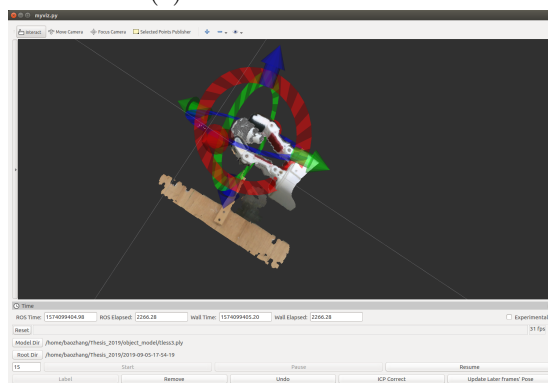 myviz.py
Interact Move Camera Focus Camera Selected Points Publisher
Time
ROS Time: 1574099404.98 ROS Elapsed: 2266.28 Wall Time: 1574099405.20 Wall Elapsed: 2266.28 Experimental
Reset 31 fps
Model Dir /home/baozhang/Thesis_2019/object_model/tless3.ply
Root Dir /home/baozhang/Thesis_2019/2019-09-05-17-54-19
15 Start Pause Resume
Label Remove Undo ICP Correct Update Later frames' Pose